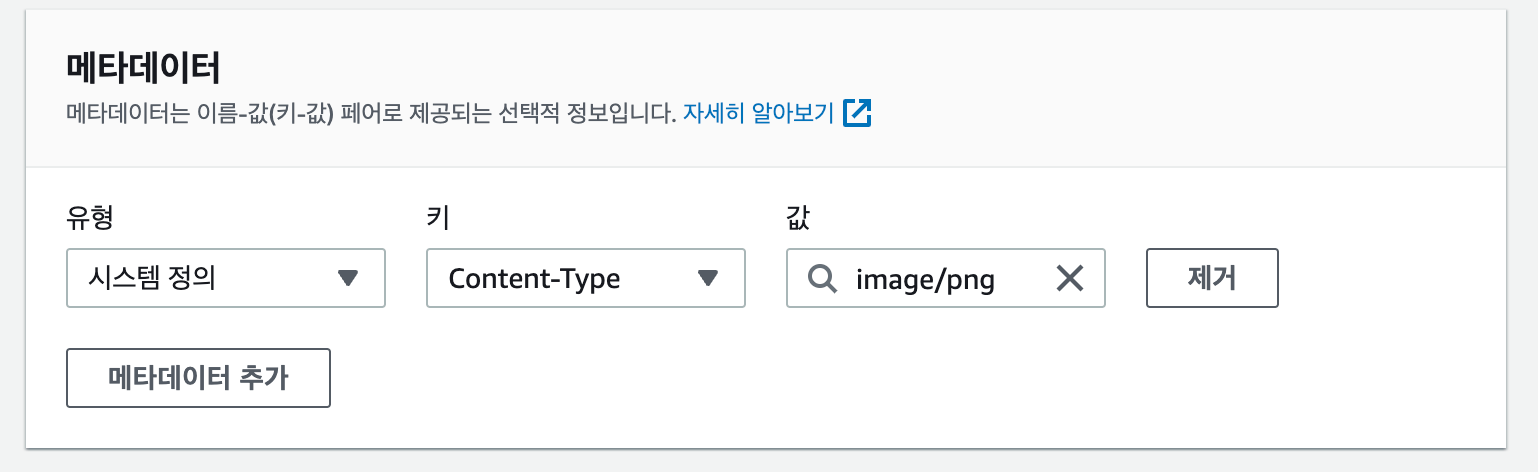 메타데이터
메타데이터는 이름-값(키-값) 페어로 제공되는 선택적 정보입니다. 자세히 알아보기
유형 키 값
시스템 정의 Content-Type image/png 제거
메타데이터 추가